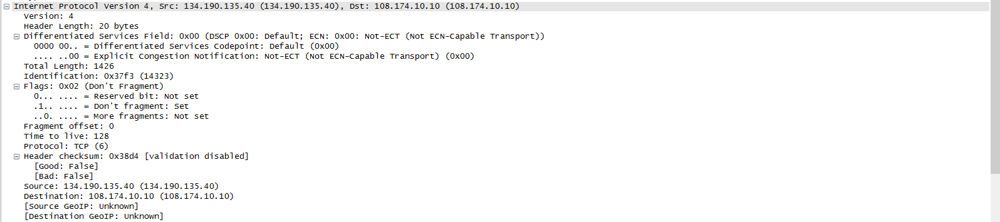 Internet Protocol Version 4, Src: 134.190.135.40 (134.190.135.40), Dst: 108.174.10.10 (108.174.10.10)
Version: 4
Header Length: 20 bytes
Differentiated Services Field: 0x00 (DSCP 0x00: Default; ECN: 0x00: Not-ECT (Not ECN-Capable Transport))
0000 00.. = Differentiated Services Codepoint: Default (0x00)
.... ..00 = Explicit Congestion Notification: Not-ECT (Not ECN-Capable Transport) (0x00)
Total Length: 1426
Identification: 0x37f3 (14323)
Flags: 0x02 (Don't Fragment)
0... .... = Reserved bit: Not set
.1.. .... = Don't fragment: Set
..0. .... = More fragments: Not set
Fragment offset: 0
Time to live: 128
Protocol: TCP (6)
Header checksum: 0x38d4 [validation disabled]
[Good: False]
[Bad: False]
Source: 134.190.135.40 (134.190.135.40)
Destination: 108.174.10.10 (108.174.10.10)
[Source GeoIP: Unknown]
[Destination GeoIP: Unknown]